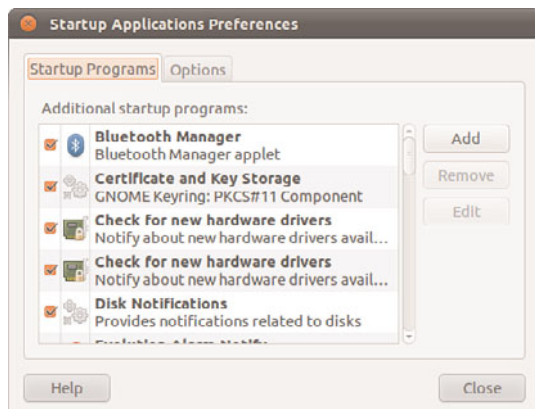 Startup Applications Preferences
Startup Programs
Options
Additional startup programs:
Bluetooth Manager
Bluetooth Manager applet
Certificate and Key Storage
GNOME Keyring: PKCS#11 Component
Check for new hardware drivers
Notify about new hardware drivers avail...
Check for new hardware drivers
Notify about new hardware drivers avail...
Disk Notifications
Provides notifications related to disks
Evolution Alarm Notify
Add
Remove
Edit
Help
Close